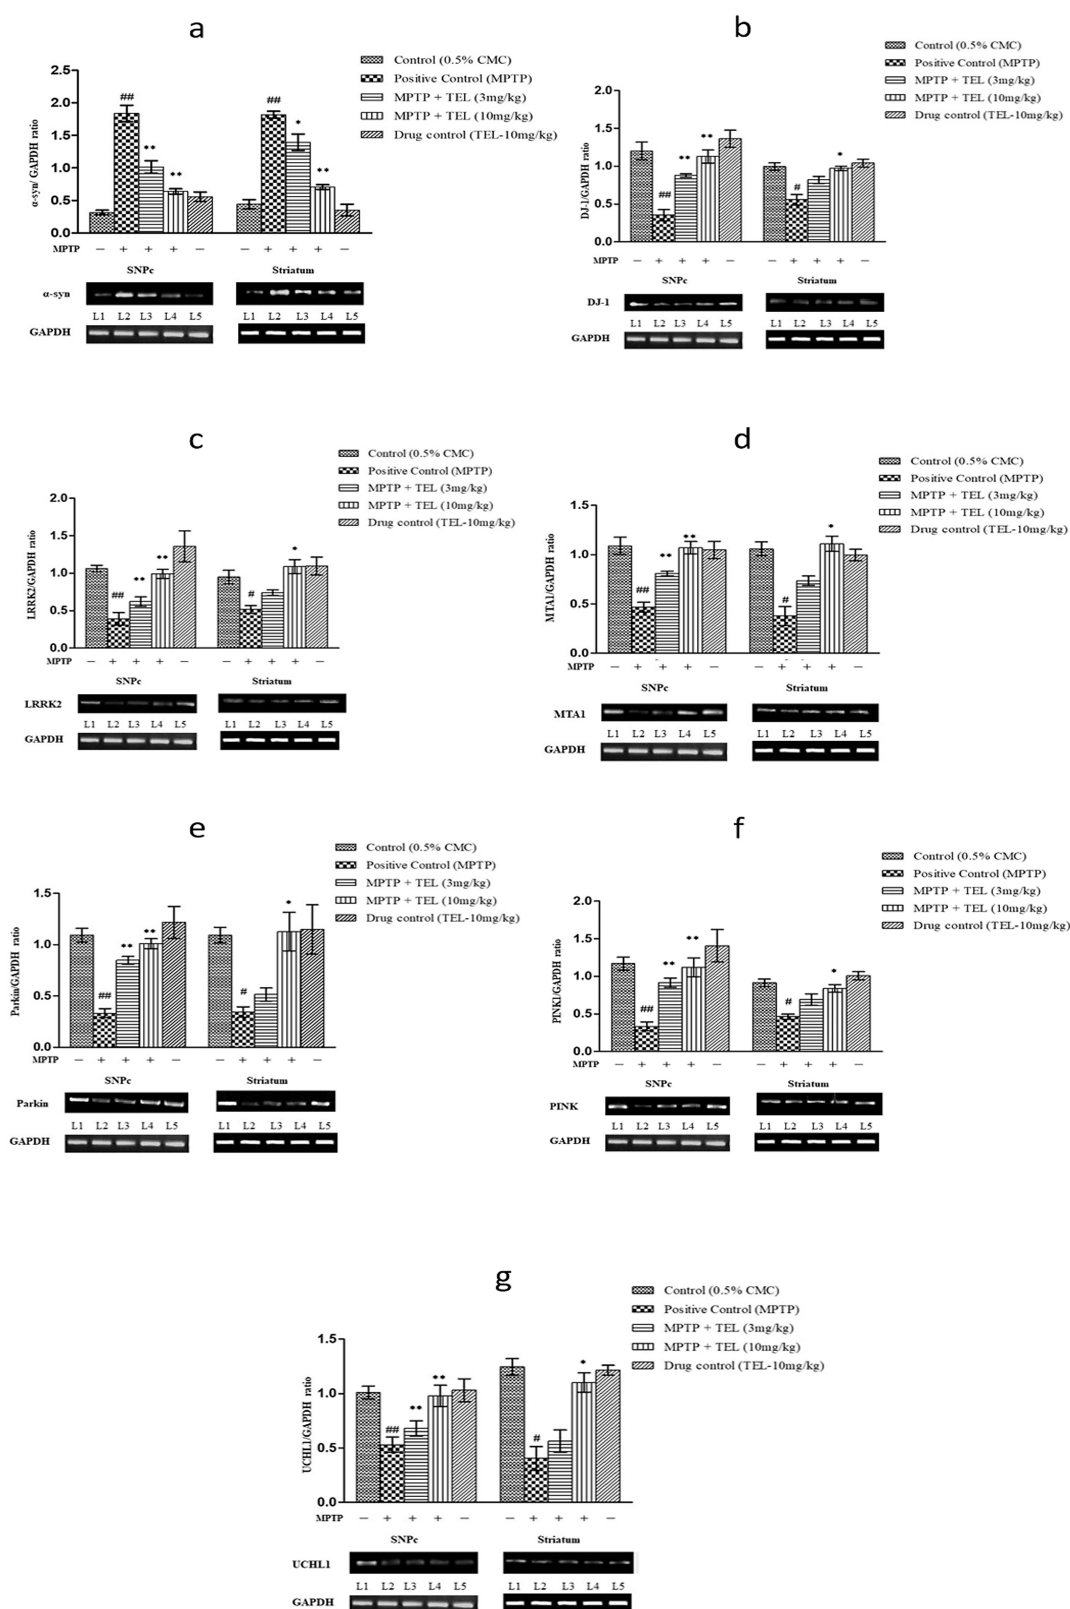 a
Control (0.5% CMC)
Positive Control (MPTP)
MPTP + TEL (3mg/kg)
MPTP + TEL (10mg/kg)
Drug control (TEL-10mg/kg)
α-syn/ GAPDH ratio
2.5
2.0
1.5
1.0
0.5
0.0
## ** ** ## * **
MPTP − + + + − − + + + −
SNPc Striatum
α-syn
L1 L2 L3 L4 L5 L1 L2 L3 L4 L5
GAPDH
b
Control (0.5% CMC)
Positive Control (MPTP)
MPTP + TEL (3mg/kg)
MPTP + TEL (10mg/kg)
Drug control (TEL-10mg/kg)
DJ-1/GAPDH ratio
2.0
1.5
1.0
0.5
0.0
## ** ** # *
MPTP − + + + − − + + + −
SNPc Striatum
DJ-1
L1 L2 L3 L4 L5 L1 L2 L3 L4 L5
GAPDH
c
Control (0.5% CMC)
Positive Control (MPTP)
MPTP + TEL (3mg/kg)
MPTP + TEL (10mg/kg)
Drug control (TEL-10mg/kg)
LRRK2/GAPDH ratio
2.0
1.5
1.0
0.5
0.0
## ** ** # *
MPTP − + + + − − + + + −
SNPc Striatum
LRRK2
L1 L2 L3 L4 L5 L1 L2 L3 L4 L5
GAPDH
d
Control (0.5% CMC)
Positive Control (MPTP)
MPTP + TEL (3mg/kg)
MPTP + TEL (10mg/kg)
Drug control (TEL-10mg/kg)
MTA1/GAPDH ratio
1.5
1.0
0.5
0.0
## ** ** # *
MPTP − + + + − − + + + −
SNPc Striatum
MTA1
L1 L2 L3 L4 L5 L1 L2 L3 L4 L5
GAPDH
e
Control (0.5% CMC)
Positive Control (MPTP)
MPTP + TEL (3mg/kg)
MPTP + TEL (10mg/kg)
Drug control (TEL-10mg/kg)
Parkin/GAPDH ratio
1.5
1.0
0.5
0.0
## ** ** # *
MPTP − + + + − − + + + −
SNPc Striatum
Parkin
L1 L2 L3 L4 L5 L1 L2 L3 L4 L5
GAPDH
f
Control (0.5% CMC)
Positive Control (MPTP)
MPTP + TEL (3mg/kg)
MPTP + TEL (10mg/kg)
Drug control (TEL-10mg/kg)
PINK1/GAPDH ratio
2.0
1.5
1.0
0.5
0.0
## ** ** # *
MPTP − + + + − − + + + −
SNPc Striatum
PINK
L1 L2 L3 L4 L5 L1 L2 L3 L4 L5
GAPDH
g
Control (0.5% CMC)
Positive Control (MPTP)
MPTP + TEL (3mg/kg)
MPTP + TEL (10mg/kg)
Drug control (TEL-10mg/kg)
UCHL1/GAPDH ratio
1.5
1.0
0.5
0.0
## ** ** # *
MPTP − + + + − − + + + −
SNPc Striatum
UCHL1
L1 L2 L3 L4 L5 L1 L2 L3 L4 L5
GAPDH